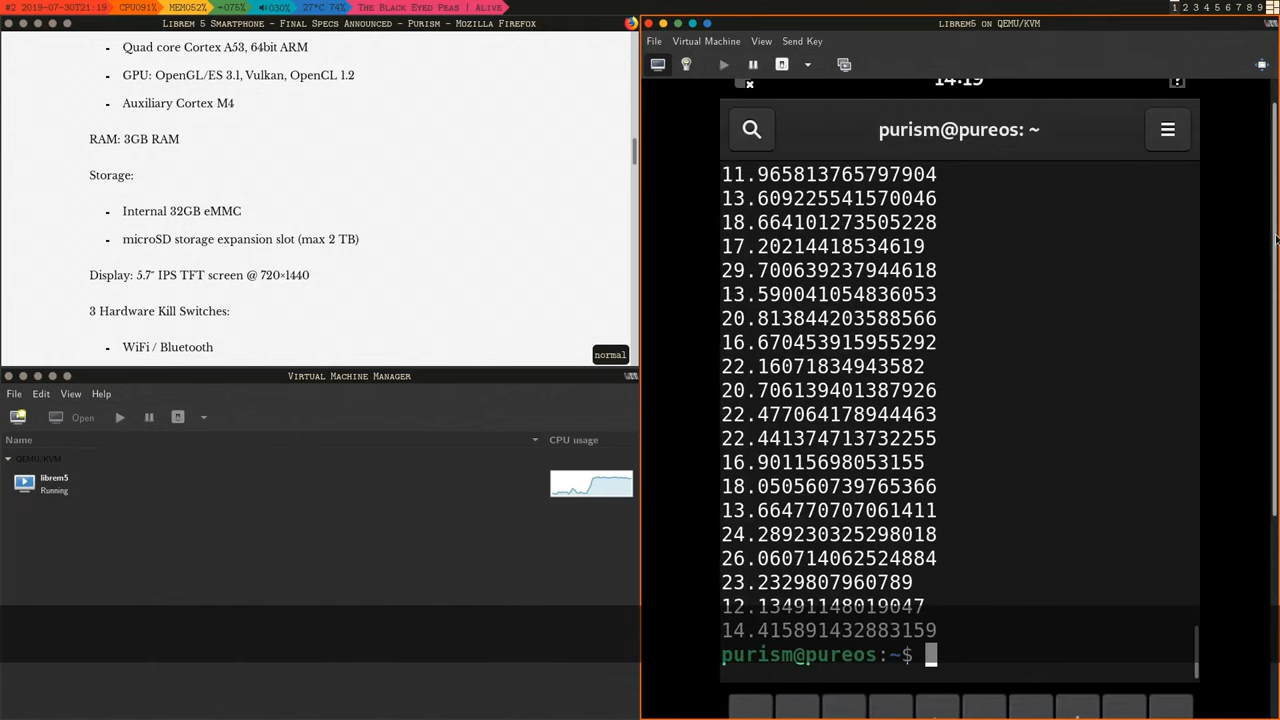 #2 2019-07-30T21:19 CPU091% MEM052% ~075% 030% 27°C 74% The Black Eyed Peas | Alive
1 2 3 4 5 6 7 8 9
Librem 5 Smartphone – Final Specs Announced – Purism - Mozilla Firefox
- Quad core Cortex A53, 64bit ARM
- GPU: OpenGL/ES 3.1, Vulkan, OpenCL 1.2
- Auxiliary Cortex M4
RAM: 3GB RAM
Storage:
- Internal 32GB eMMC
- microSD storage expansion slot (max 2 TB)
Display: 5.7″ IPS TFT screen @ 720×1440
3 Hardware Kill Switches:
- WiFi / Bluetooth
normal
Virtual Machine Manager
File Edit View Help
Open
Name CPU usage
QEMU/KVM
librem5
Running
librem5 on QEMU/KVM
File Virtual Machine View Send Key
14:19
purism@pureos: ~
11.965813765797904
13.609225541570046
18.664101273505228
17.20214418534619
29.700639237944618
13.590041054836053
20.813844203588566
16.670453915955292
22.16071834943582
20.706139401387926
22.477064178944463
22.441374713732255
16.90115698053155
18.050560739765366
13.664770707061411
24.289230325298018
26.060714062524884
23.2329807960789
12.13491148019047
14.415891432883159
purism@pureos:~$